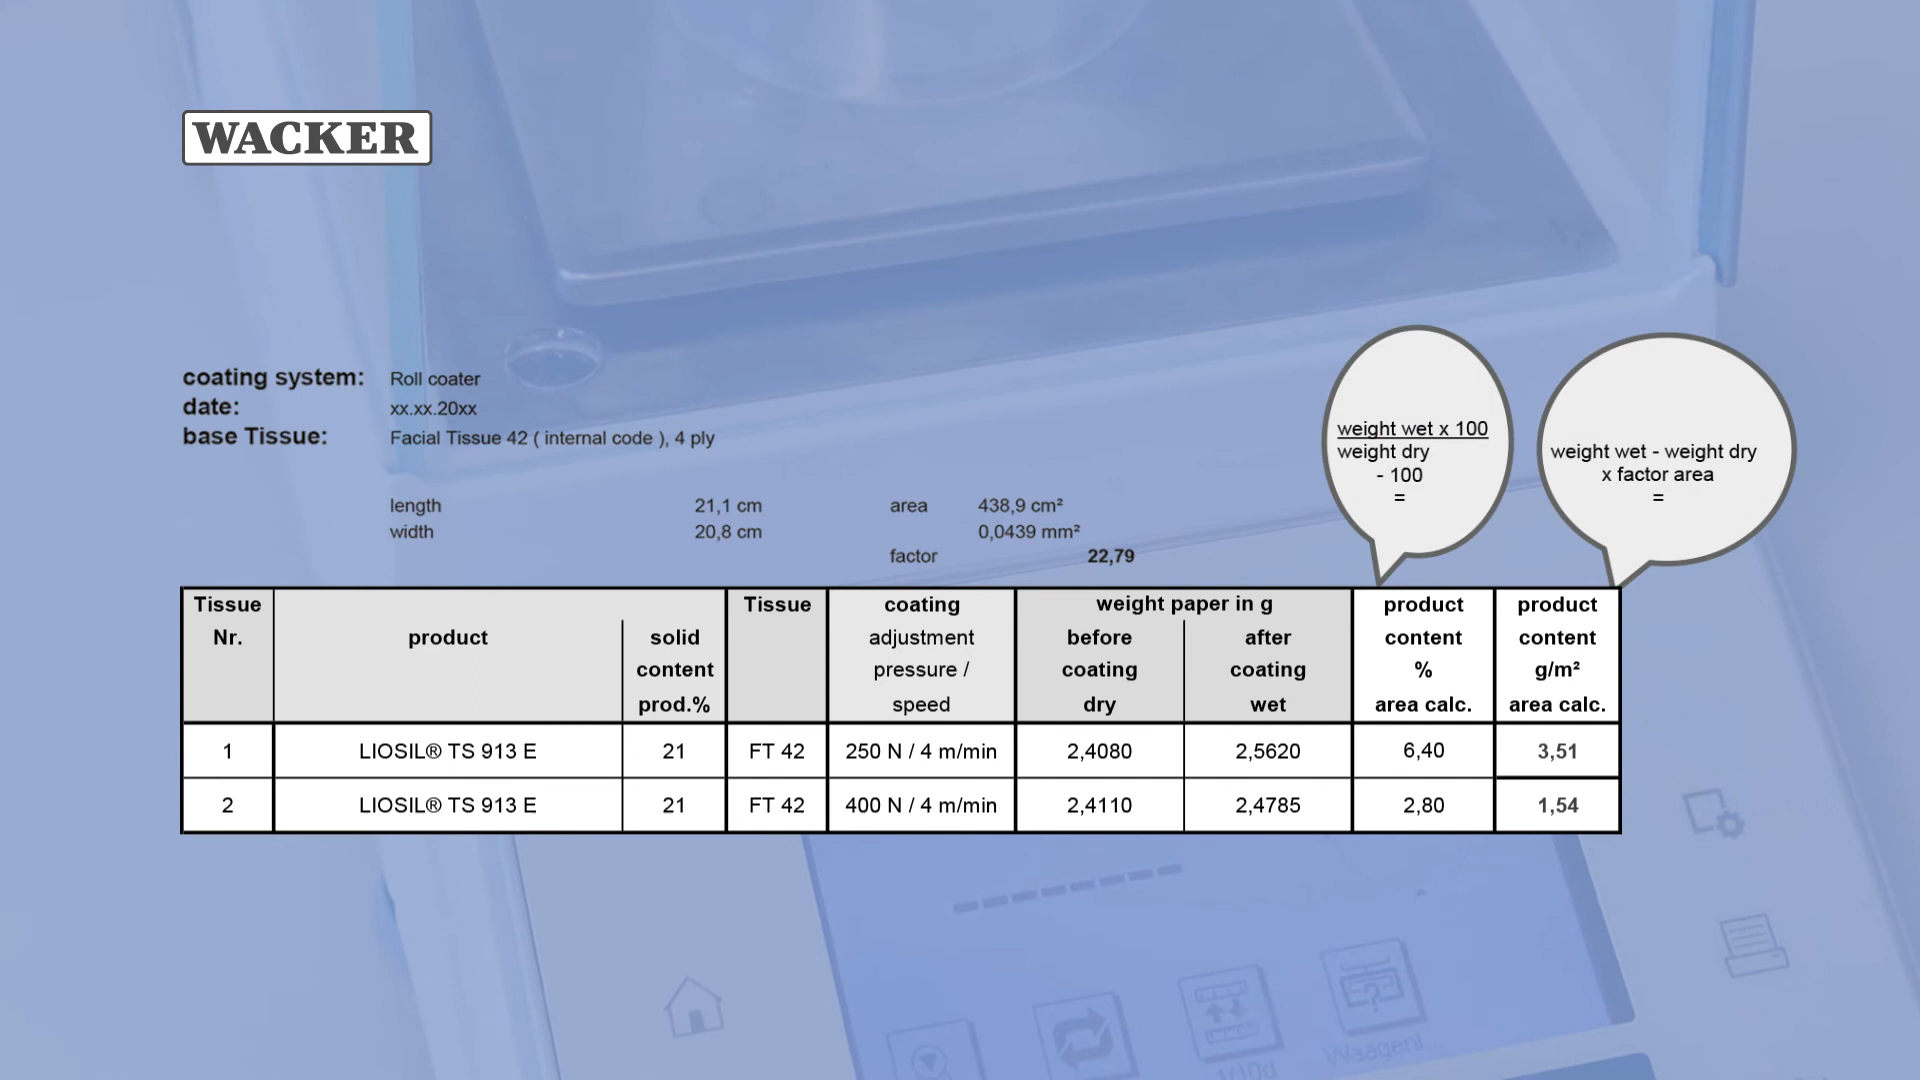 WACKER
coating system: Roll coater
date: xx.xx.20xx
base Tissue: Facial Tissue 42 ( internal code ), 4 ply
length 21,1 cm area 438,9 cm²
width 20,8 cm 0,0439 mm²
factor 22,79
weight wet x 100
weight dry
- 100
=
weight wet - weight dry
x factor area
=
Tissue Nr. product solid content prod.% Tissue coating adjustment pressure / speed weight paper in g before coating dry after coating wet product content % area calc. product content g/m² area calc.
1 LIOSIL® TS 913 E 21 FT 42 250 N / 4 m/min 2,4080 2,5620 6,40 3,51
2 LIOSIL® TS 913 E 21 FT 42 400 N / 4 m/min 2,4110 2,4785 2,80 1,54
1/10d